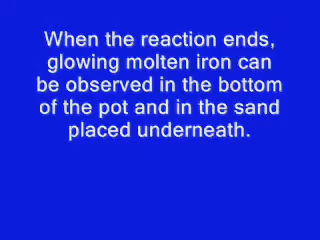 When the reaction ends,
glowing molten iron can
be observed in the bottom
of the pot and in the sand
placed underneath.